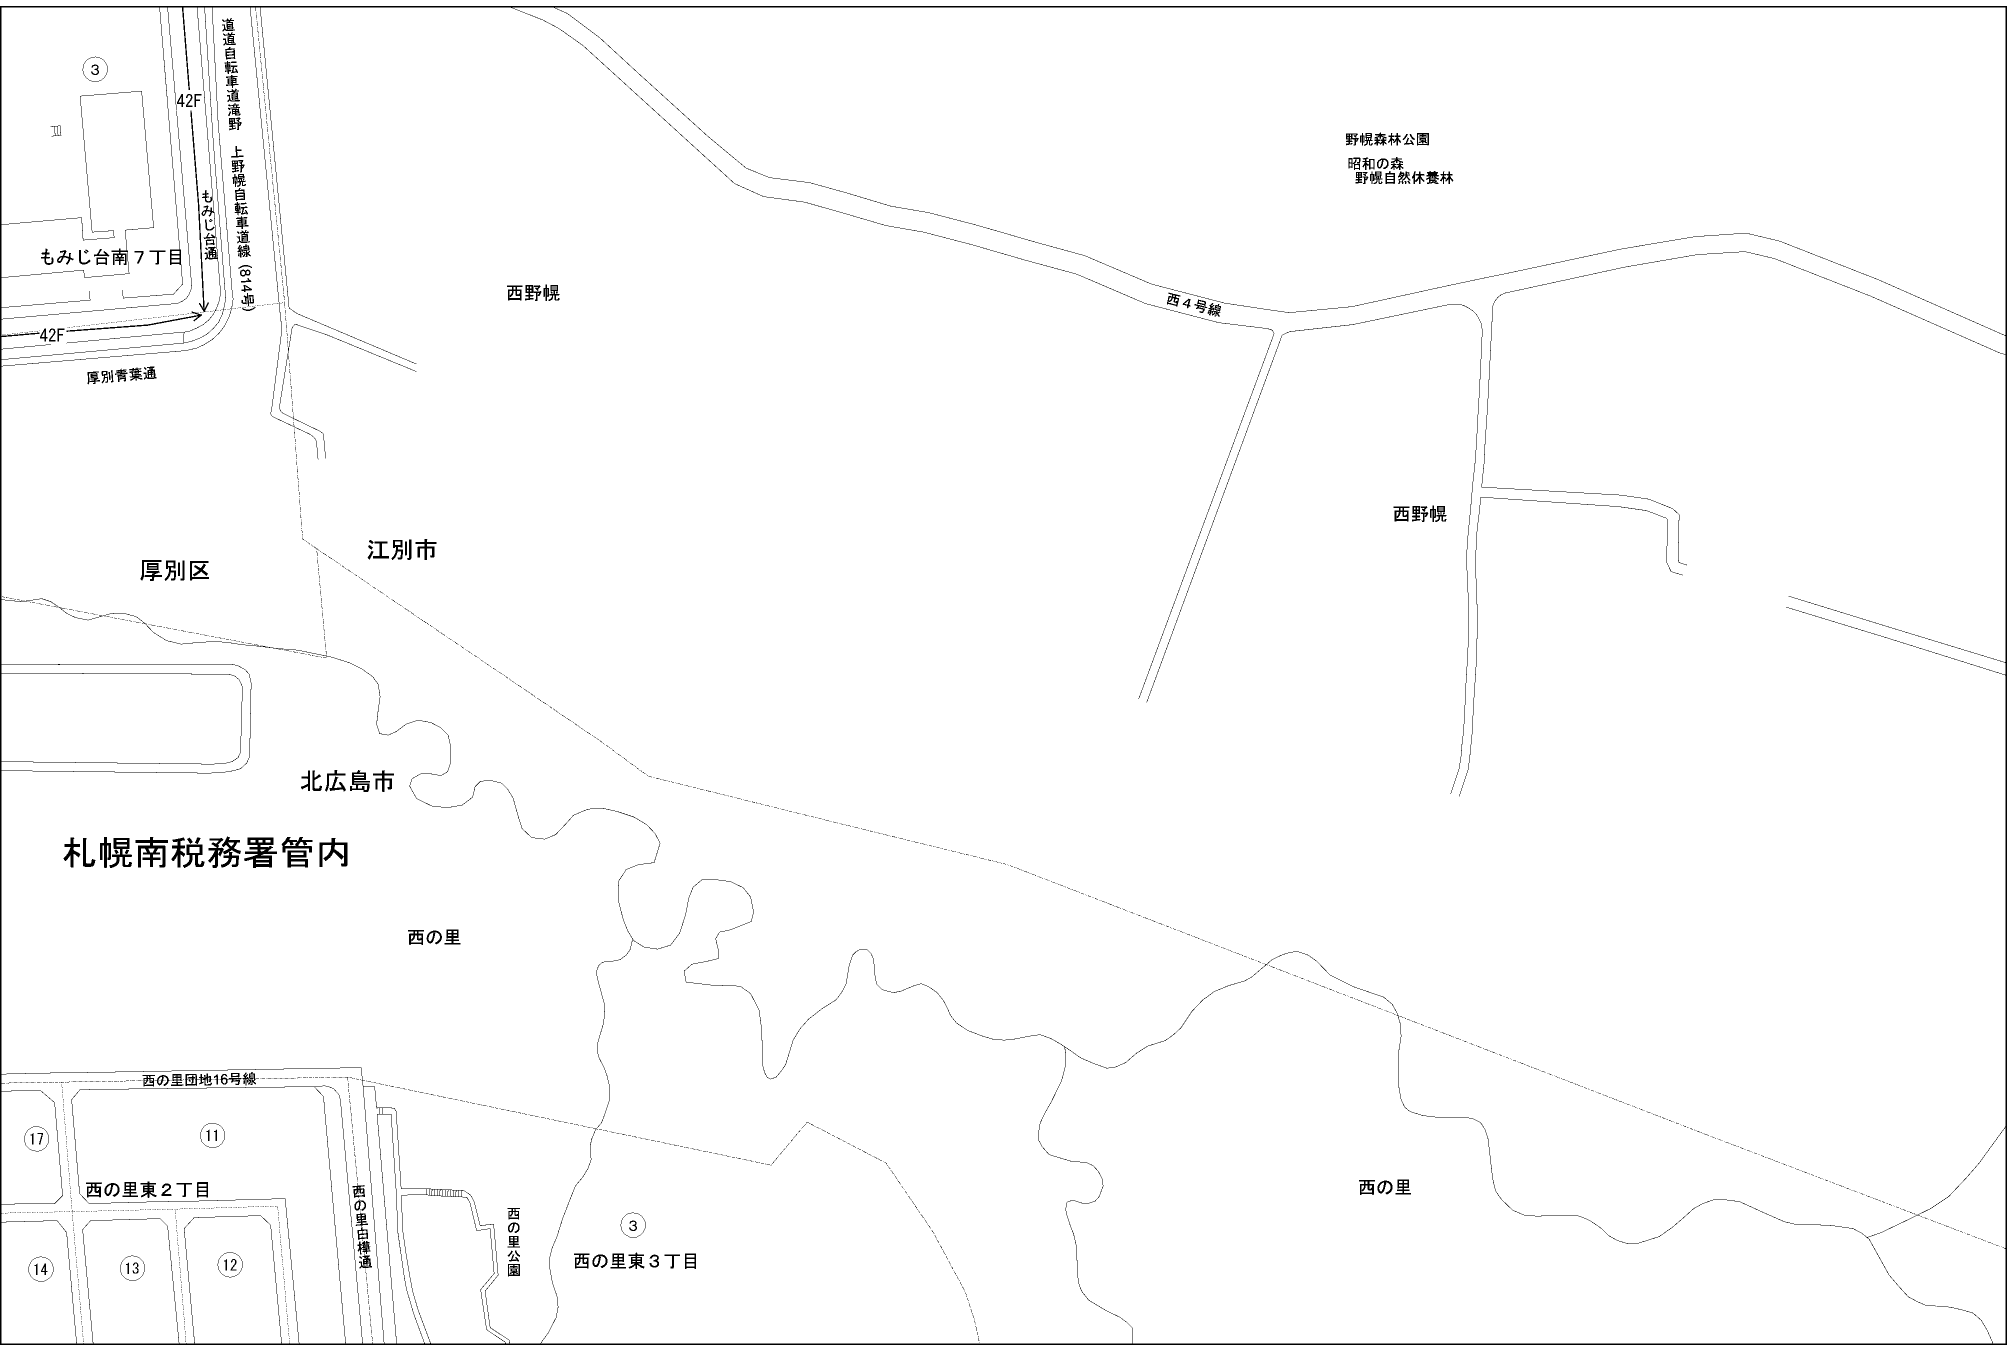 道道自転車道滝野　上野幌自転車道線（814号）
3
42F
もみじ台通
もみじ台南７丁目
42F
厚別青葉通
野幌森林公園
昭和の森
野幌自然休養林
西野幌
西４号線
西野幌
江別市
厚別区
北広島市
札幌南税務署管内
西の里
西の里団地16号線
17
11
西の里東２丁目
西の里白樺通
14
13
12
西の里公園
3
西の里東３丁目
西の里